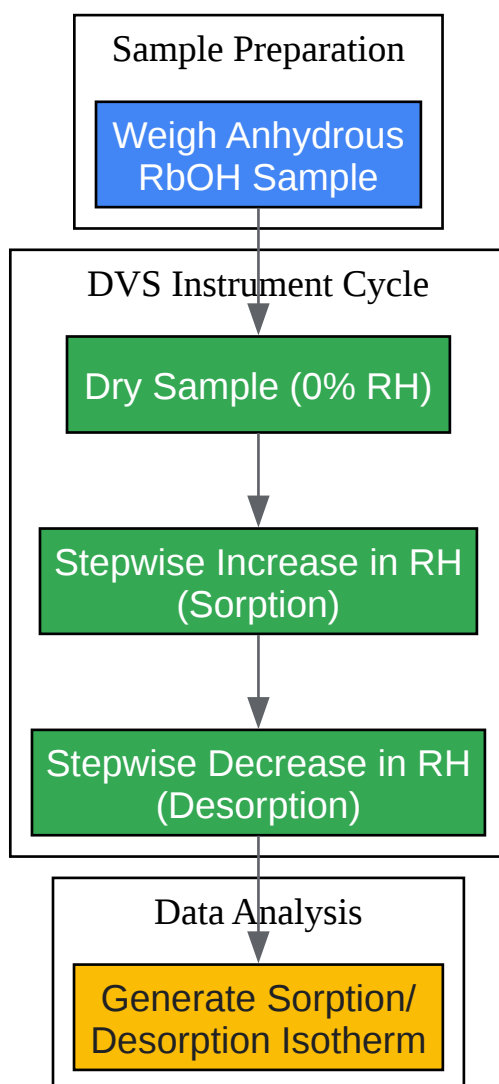 Sample Preparation
Weigh Anhydrous
RbOH Sample
DVS Instrument Cycle
Dry Sample (0% RH)
Stepwise Increase in RH
(Sorption)
Stepwise Decrease in RH
(Desorption)
Data Analysis
Generate Sorption/
Desorption Isotherm